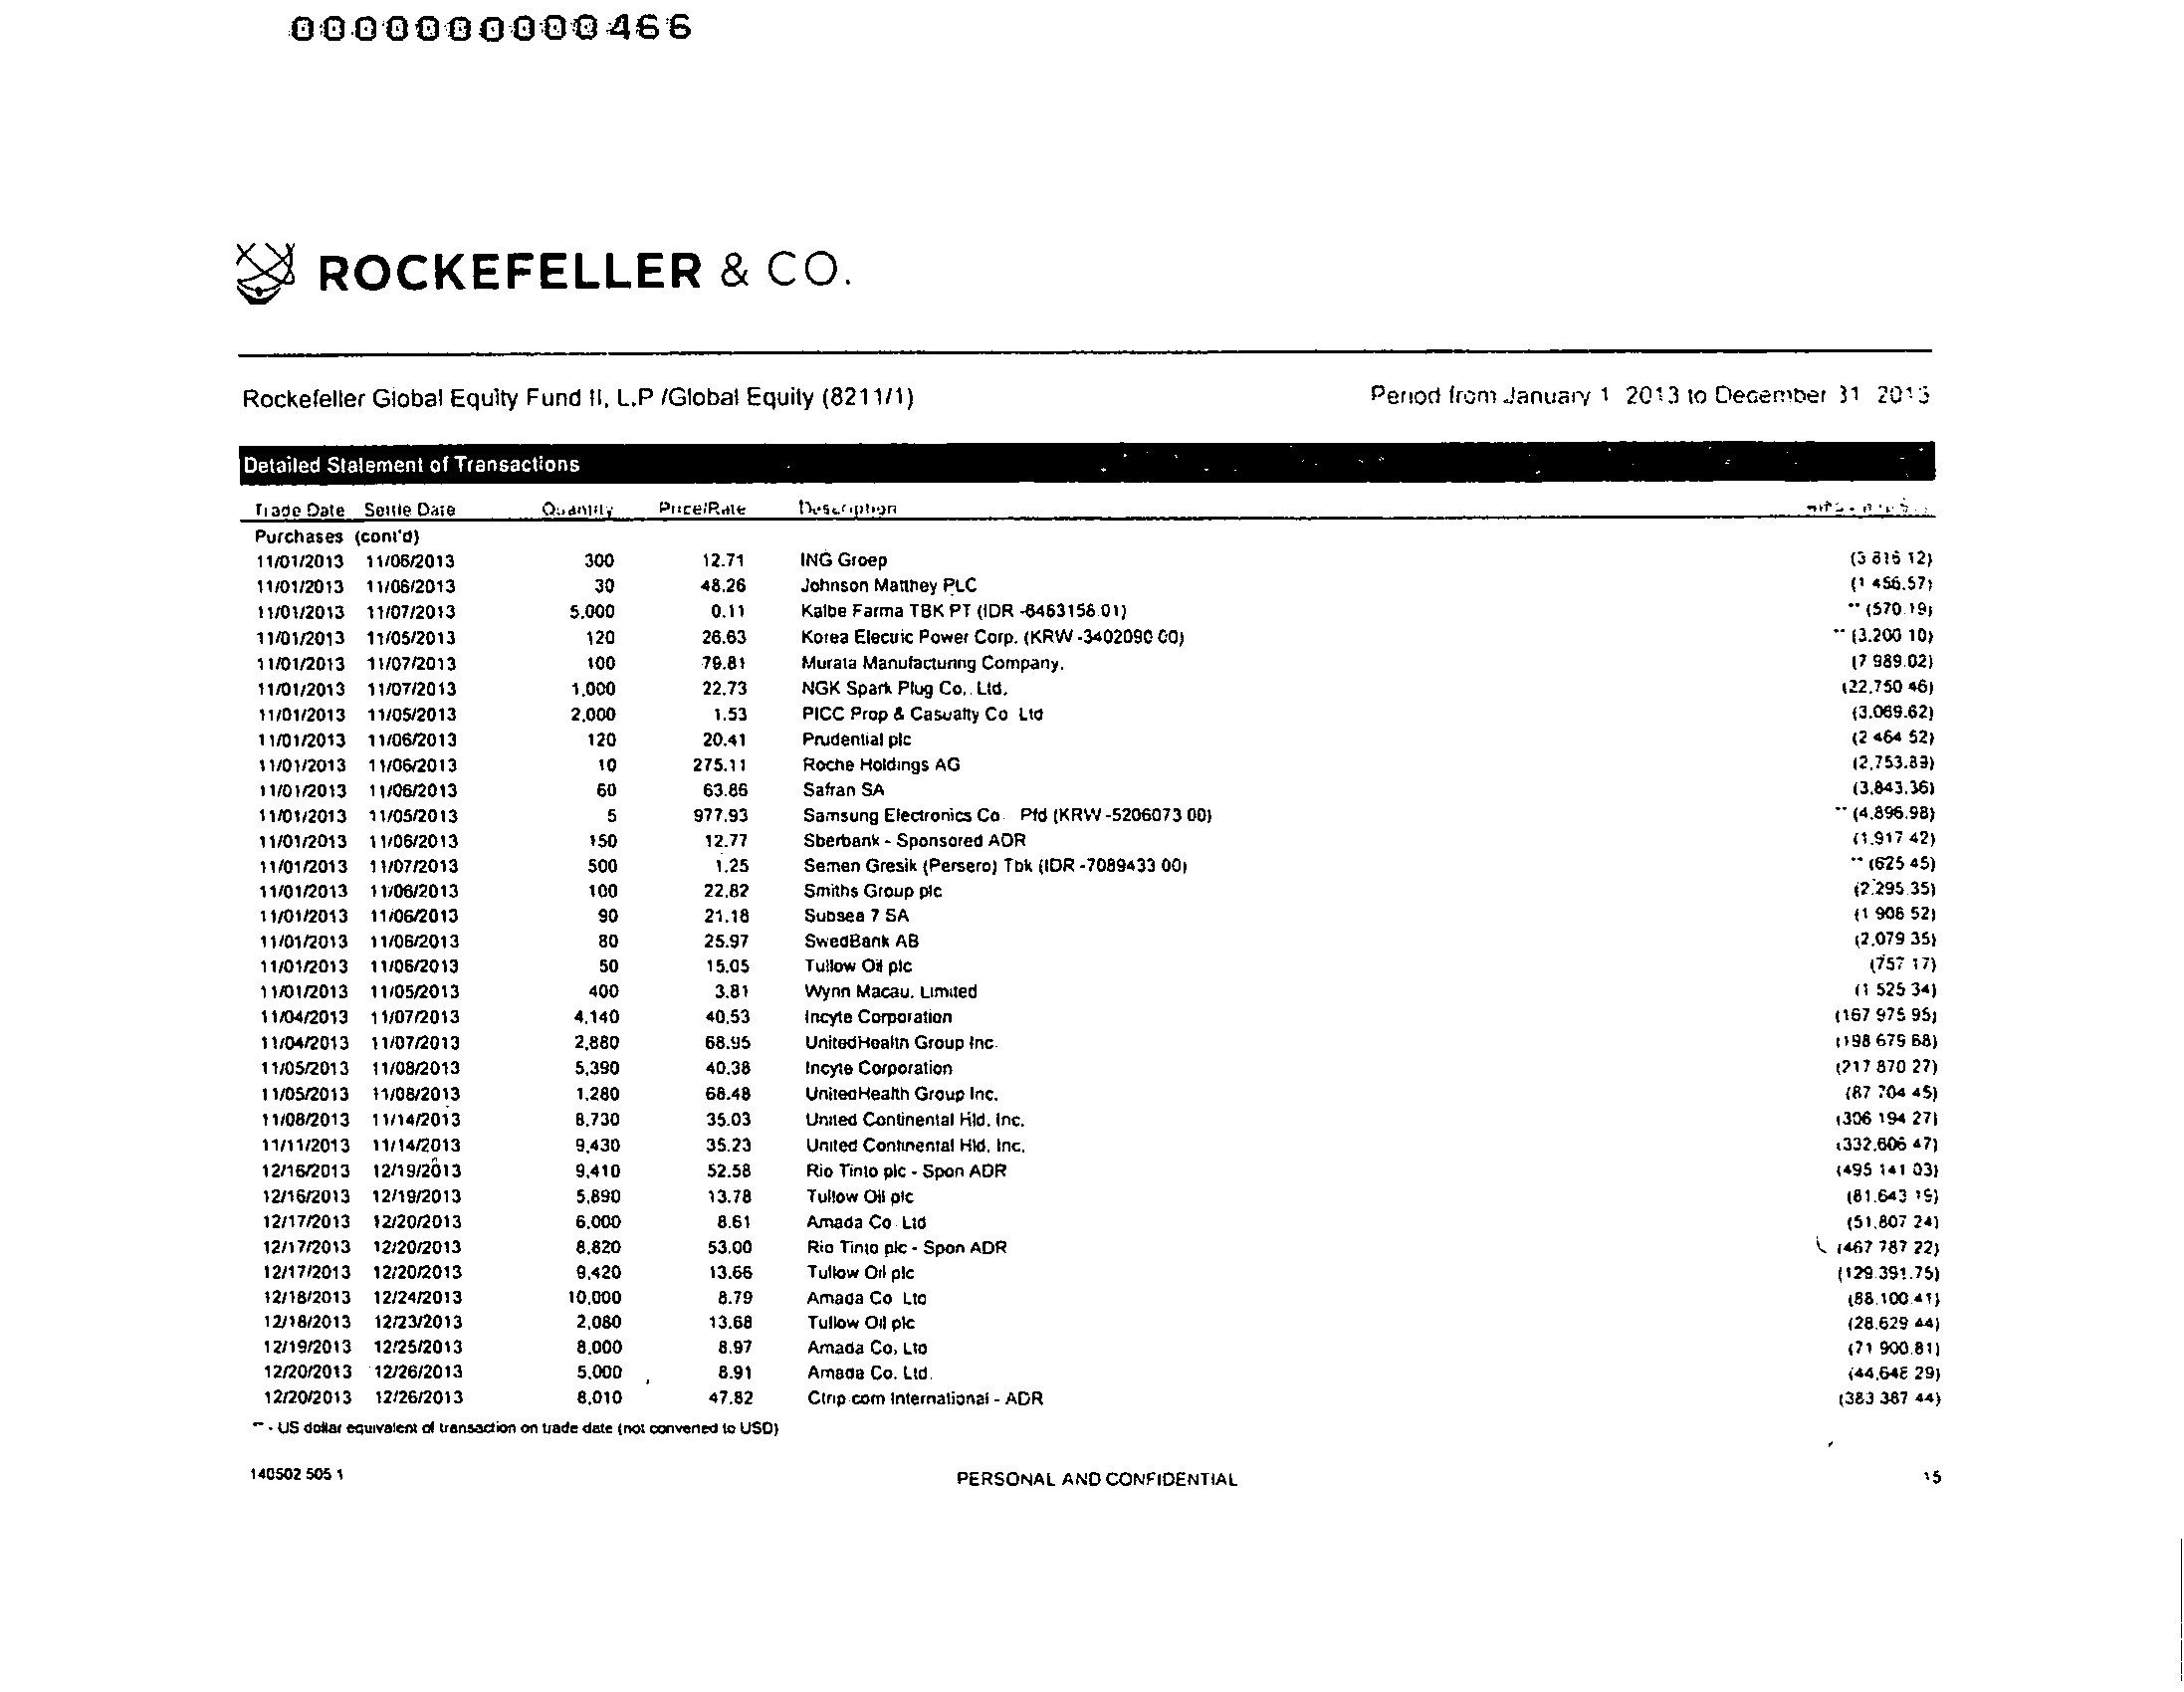 0000000000466
ROCKEFELLER & CO.
Rockefeller Global Equity Fund II, L.P /Global Equity (8211/1) Period from January 1 2013 to December 31 2013
Detailed Statement of Transactions
Trade Date Settle Date Quantity Price/Rate Description
Purchases (cont'd)
11/01/2013 11/06/2013 300 12.71 ING Groep (3 816 12)
11/01/2013 11/06/2013 30 48.26 Johnson Matthey PLC (1 456.57)
11/01/2013 11/07/2013 5,000 0.11 Kalbe Farma TBK PT (IDR -6463156.01) ** (570.19)
11/01/2013 11/05/2013 120 26.63 Korea Electric Power Corp. (KRW -3402090 00) ** (3.200 10)
11/01/2013 11/07/2013 100 79.81 Murata Manufacturing Company, (7 989.02)
11/01/2013 11/07/2013 1,000 22.73 NGK Spark Plug Co., Ltd. (22,750 46)
11/01/2013 11/05/2013 2,000 1.53 PICC Prop & Casualty Co Ltd (3,069.62)
11/01/2013 11/06/2013 120 20.41 Prudential plc (2 464 52)
11/01/2013 11/06/2013 10 275.11 Roche Holdings AG (2,753.89)
11/01/2013 11/06/2013 60 63.86 Safran SA (3,843.36)
11/01/2013 11/05/2013 5 977.93 Samsung Electronics Co. Pfd (KRW -5206073 00) ** (4,896.98)
11/01/2013 11/06/2013 150 12.77 Sberbank - Sponsored ADR (1,917 42)
11/01/2013 11/07/2013 500 1.25 Semen Gresik (Persero) Tbk (IDR -7089433 00) ** (625 45)
11/01/2013 11/06/2013 100 22.82 Smiths Group plc (2,295.35)
11/01/2013 11/06/2013 90 21.18 Subsea 7 SA (1 908 52)
11/01/2013 11/06/2013 80 25.97 SwedBank AB (2,079 35)
11/01/2013 11/06/2013 50 15.05 Tullow Oil plc (757 17)
11/01/2013 11/05/2013 400 3.81 Wynn Macau, Limited (1 525 34)
11/04/2013 11/07/2013 4,140 40.53 Incyte Corporation (167 975 95)
11/04/2013 11/07/2013 2,880 68.95 UnitedHealth Group Inc. (198 679 68)
11/05/2013 11/08/2013 5,390 40.38 Incyte Corporation (217 870 27)
11/05/2013 11/08/2013 1,280 68.48 UnitedHealth Group Inc. (87 704 45)
11/08/2013 11/14/2013 8,730 35.03 United Continental Hld. Inc. (306 194 27)
11/11/2013 11/14/2013 9,430 35.23 United Continental Hld. Inc. (332,606 47)
12/16/2013 12/19/2013 9,410 52.58 Rio Tinto plc - Spon ADR (495 141 03)
12/16/2013 12/19/2013 5,890 13.78 Tullow Oil plc (81,643 15)
12/17/2013 12/20/2013 6,000 8.61 Amada Co. Ltd (51,807 24)
12/17/2013 12/20/2013 8,820 53.00 Rio Tinto plc - Spon ADR (467 787 22)
12/17/2013 12/20/2013 9,420 13.66 Tullow Oil plc (129.391.75)
12/18/2013 12/24/2013 10,000 8.79 Amada Co Ltd (88,100.41)
12/18/2013 12/23/2013 2,080 13.68 Tullow Oil plc (28,629 44)
12/19/2013 12/25/2013 8,000 8.97 Amada Co. Ltd (71 900.81)
12/20/2013 12/26/2013 5,000 8.91 Amada Co. Ltd. (44,648 29)
12/20/2013 12/26/2013 8,010 47.82 Ctrip com International - ADR (383 387 44)
** - US dollar equivalent of transaction on trade date (not converted to USD)
140502 505 1 PERSONAL AND CONFIDENTIAL 15